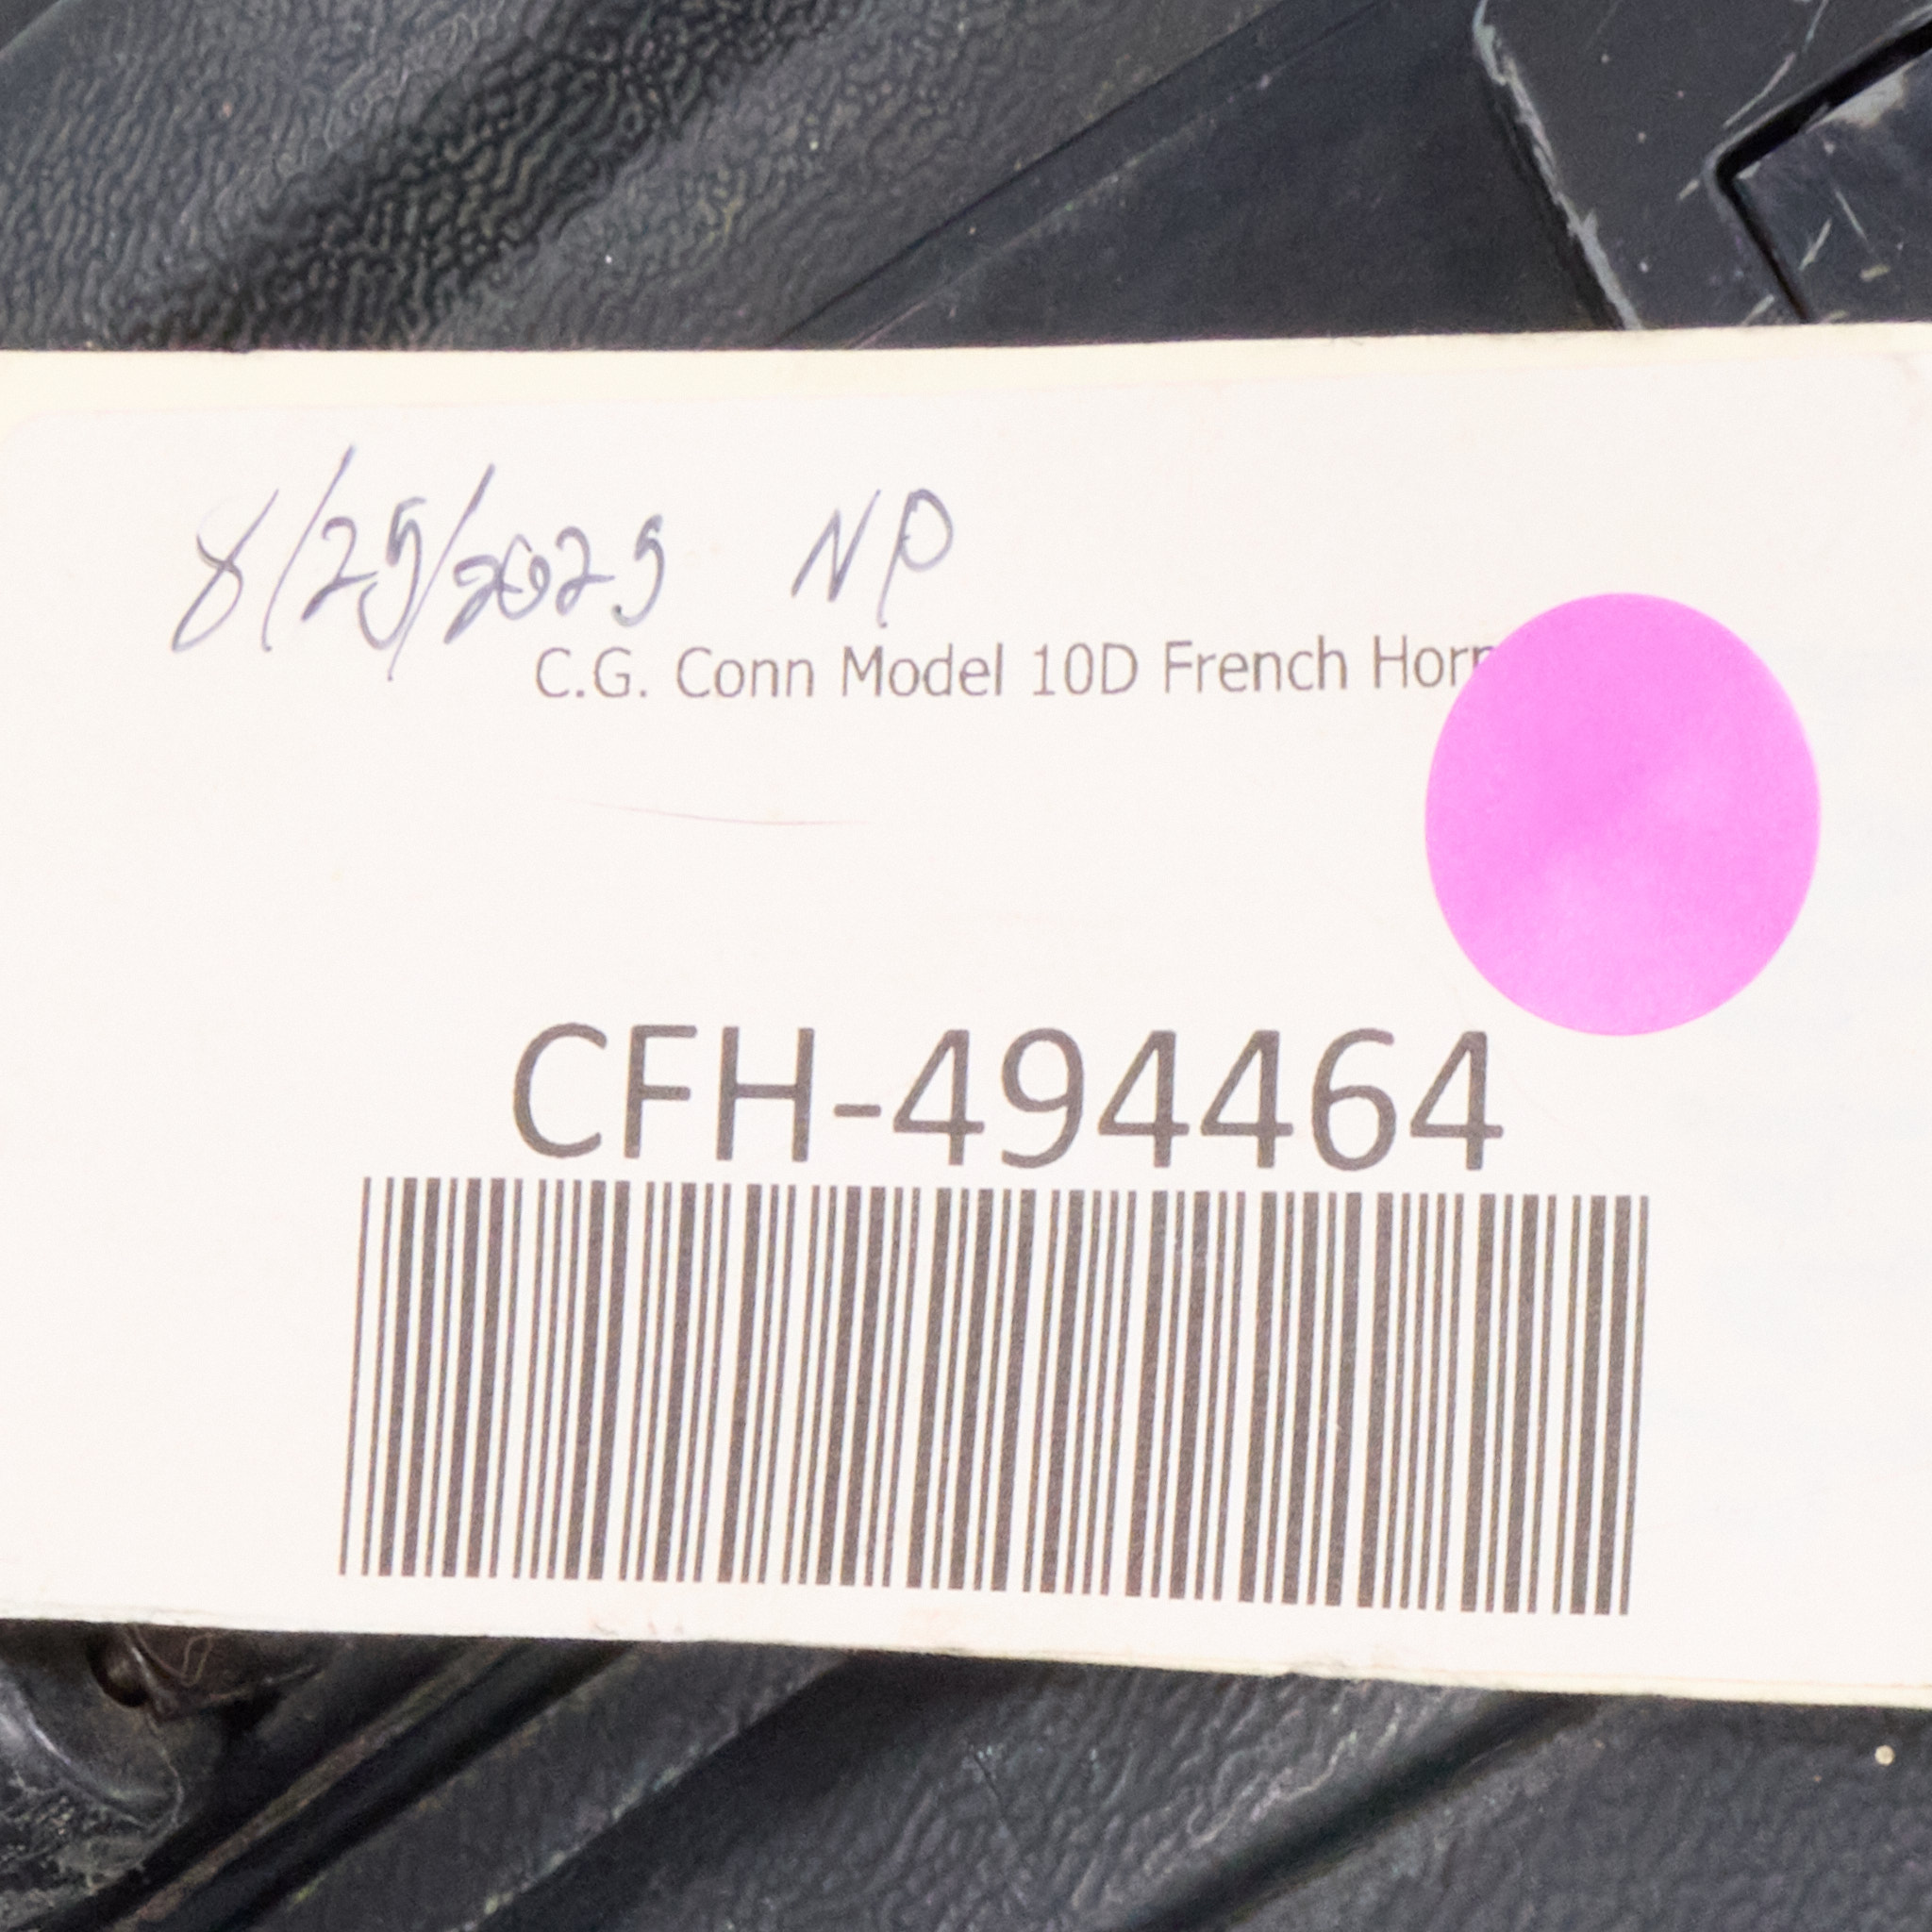 8/25/2025 NP
C.G. Conn Model 10D French Horn
CFH-494464